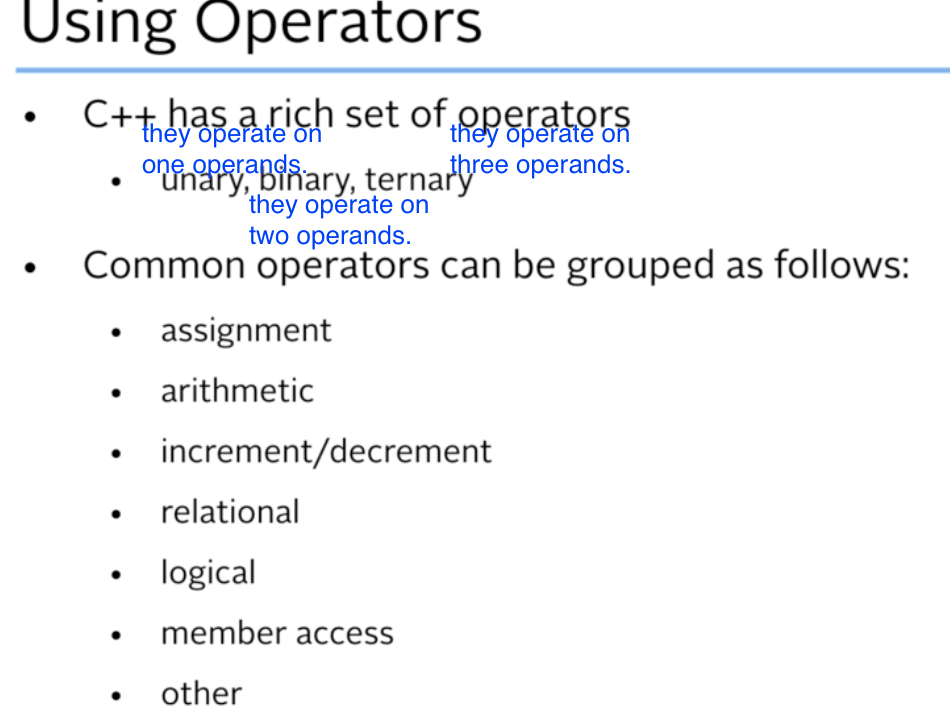 Using Operators
• C++ has a rich set of operators
they operate on
one operands.
they operate on
three operands.
• unary, binary, ternary
they operate on
two operands.
• Common operators can be grouped as follows:
• assignment
• arithmetic
• increment/decrement
• relational
• logical
• member access
• other